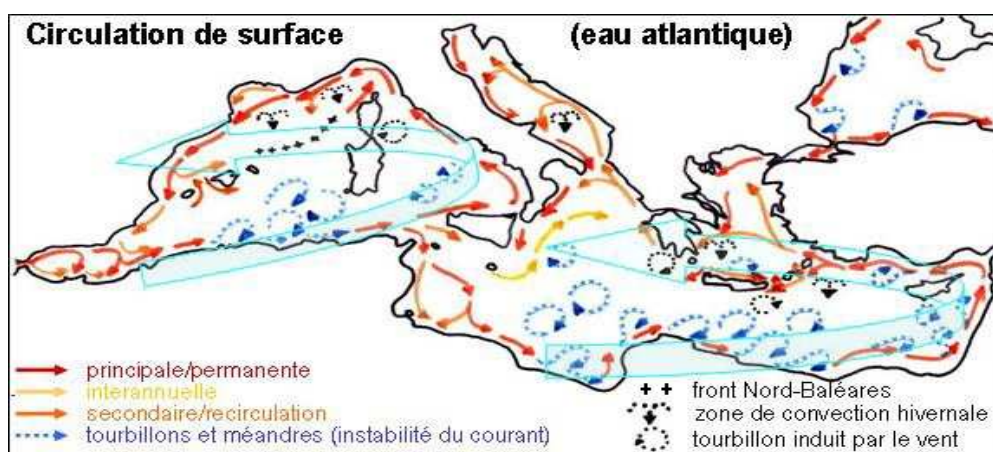 Circulation de surface (eau atlantique)
principale/permanente
interannuelle
secondaire/recirculation
tourbillons et méandres (instabilité du courant)
front Nord-Baléares
zone de convection hivernale
tourbillon induit par le vent